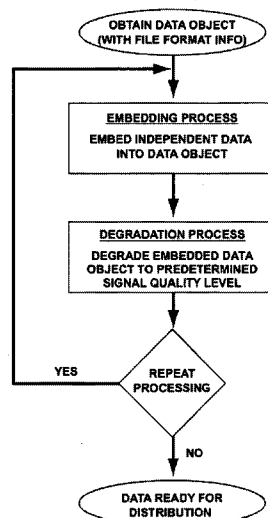 OBTAIN DATA OBJECT
(WITH FILE FORMAT INFO)
EMBEDDING PROCESS
EMBED INDEPENDENT DATA
INTO DATA OBJECT
DEGRADATION PROCESS
DEGRADE EMBEDDED DATA
OBJECT TO PREDETERMINED
SIGNAL QUALITY LEVEL
YES
REPEAT
PROCESSING
NO
DATA READY FOR
DISTRIBUTION